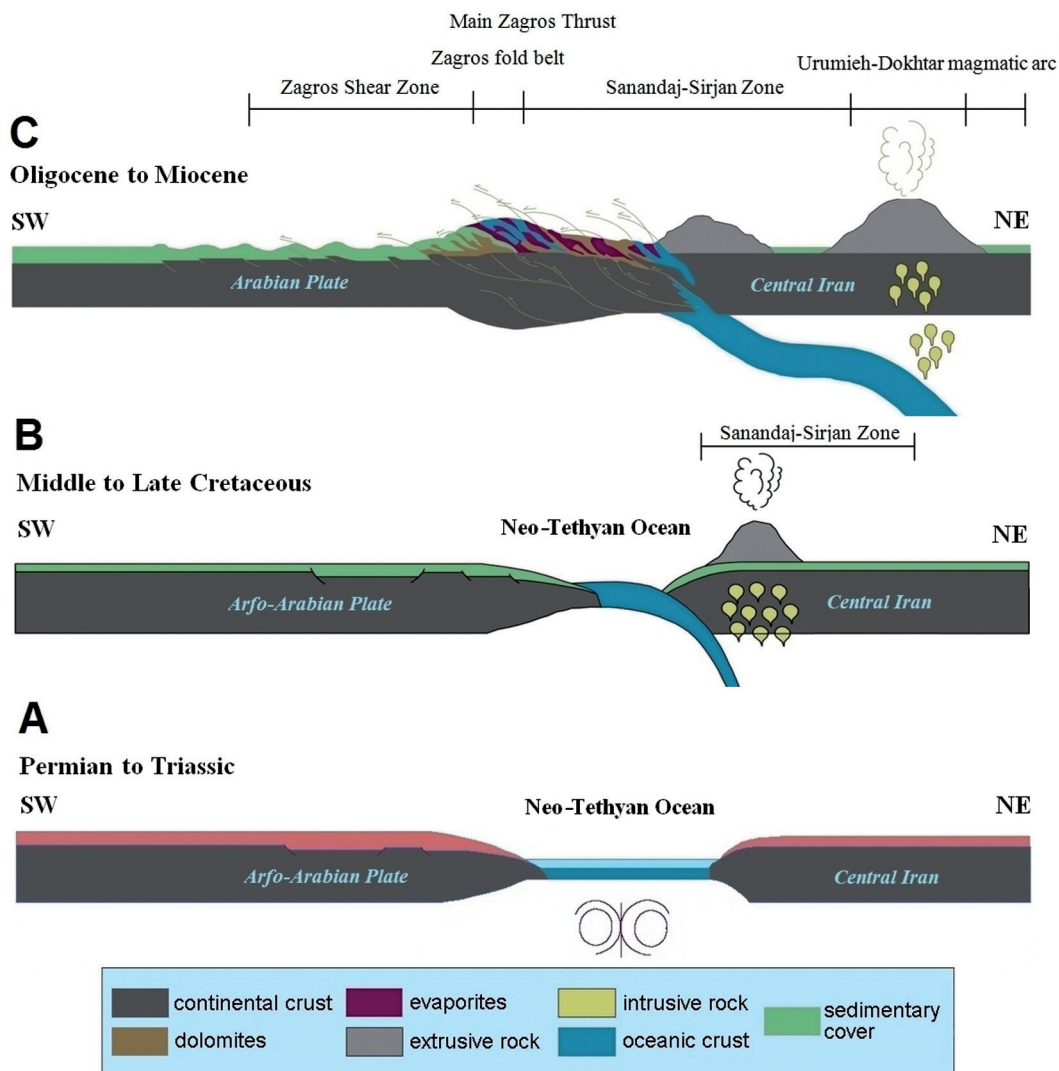 Main Zagros Thrust
Zagros fold belt
Urumieh-Dokhtar magmatic arc
Zagros Shear Zone
Sanandaj-Sirjan Zone
C
Oligocene to Miocene
SW
NE
Arabian Plate
Central Iran
B
Sanandaj-Sirjan Zone
Middle to Late Cretaceous
SW
Neo-Tethyan Ocean
NE
Arfo-Arabian Plate
Central Iran
A
Permian to Triassic
SW
Neo-Tethyan Ocean
NE
Arfo-Arabian Plate
Central Iran
continental crust
evaporites
intrusive rock
sedimentary
cover
dolomites
extrusive rock
oceanic crust